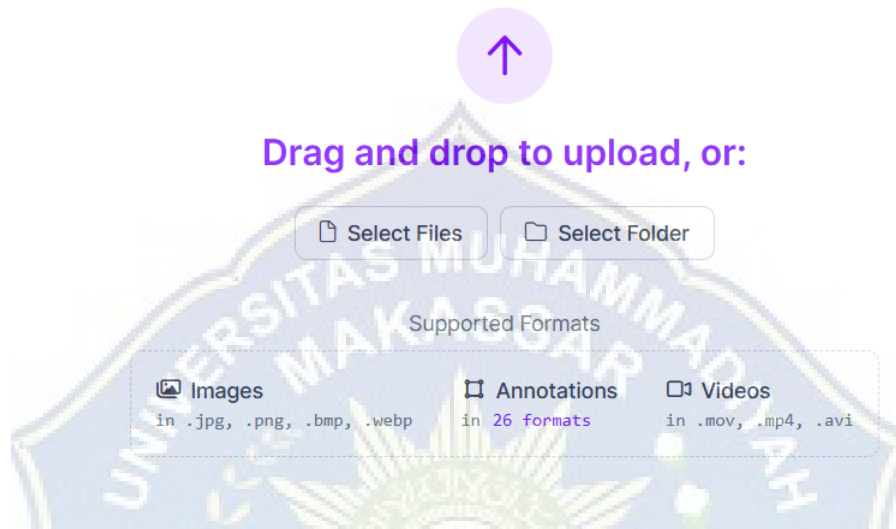 Drag and drop to upload, or:
Select Files
Select Folder
UNIVERSITAS MUHAMMADIYAH
MAKASSAR
Supported Formats
Images
in .jpg, .png, .bmp, .webp
Annotations
in 26 formats
Videos
in .mov, .mp4, .avi